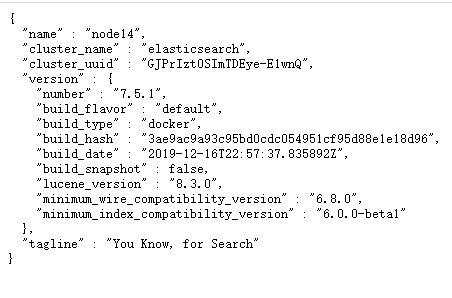 {
"name" : "node14",
"cluster_name" : "elasticsearch",
"cluster_uuid" : "GJPrIztOSImTDEye-E1wnQ",
"version" : {
"number" : "7.5.1",
"build_flavor" : "default",
"build_type" : "docker",
"build_hash" : "3ae9ac9a93c95bd0cdc054951cf95d88e1e18d96",
"build_date" : "2019-12-16T22:57:37.835892Z",
"build_snapshot" : false,
"lucene_version" : "8.3.0",
"minimum_wire_compatibility_version" : "6.8.0",
"minimum_index_compatibility_version" : "6.0.0-beta1"
},
"tagline" : "You Know, for Search"
}